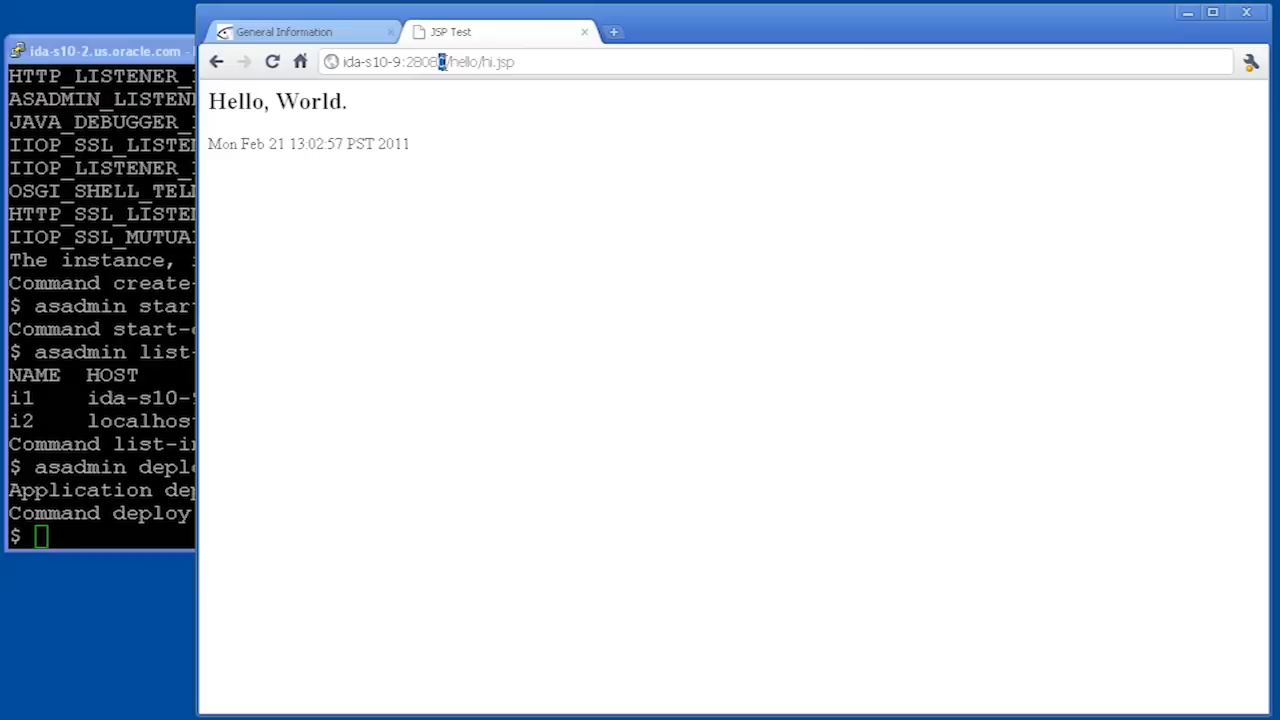 ida-s10-2.us.oracle.com -
HTTP_LISTENER_
ASADMIN_LISTEN
JAVA_DEBUGGER_
IIOP_SSL_LISTE
IIOP_LISTENER_
OSGI_SHELL_TEL
HTTP_SSL_LISTE
IIOP_SSL_MUTUA
The instance,
Command create-
$ asadmin star
Command start-
$ asadmin list-
NAME HOST
i1 ida-s10-
i2 localhos
Command list-i
$ asadmin depl
Application de
Command deploy
$
General Information
JSP Test
ida-s10-9:2808 /hello/hi.jsp
Hello, World.
Mon Feb 21 13:02:57 PST 2011